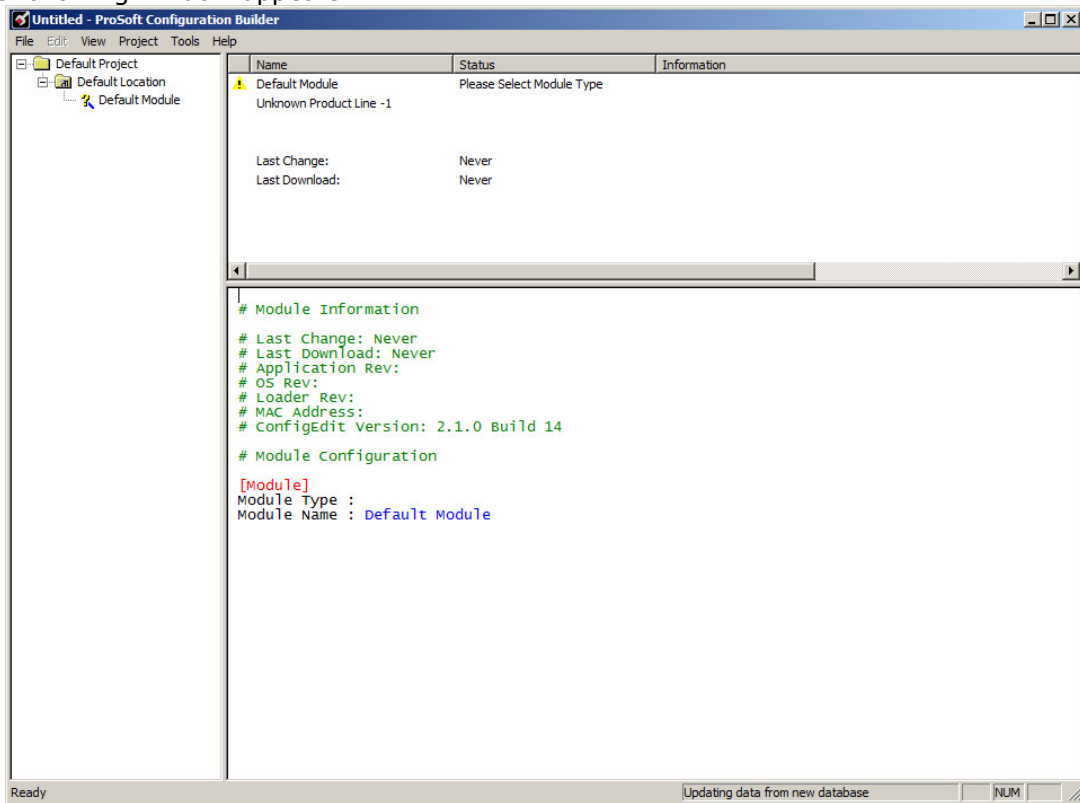 Untitled - ProSoft Configuration Builder
File Edit View Project Tools Help
Default Project
Default Location
Default Module
Name Status Information
Default Module Please Select Module Type
Unknown Product Line -1
Last Change: Never
Last Download: Never
# Module Information
# Last Change: Never
# Last Download: Never
# Application Rev:
# OS Rev:
# Loader Rev:
# MAC Address:
# ConfigEdit Version: 2.1.0 Build 14
# Module Configuration
[Module]
Module Type :
Module Name : Default Module
Ready Updating data from new database NUM